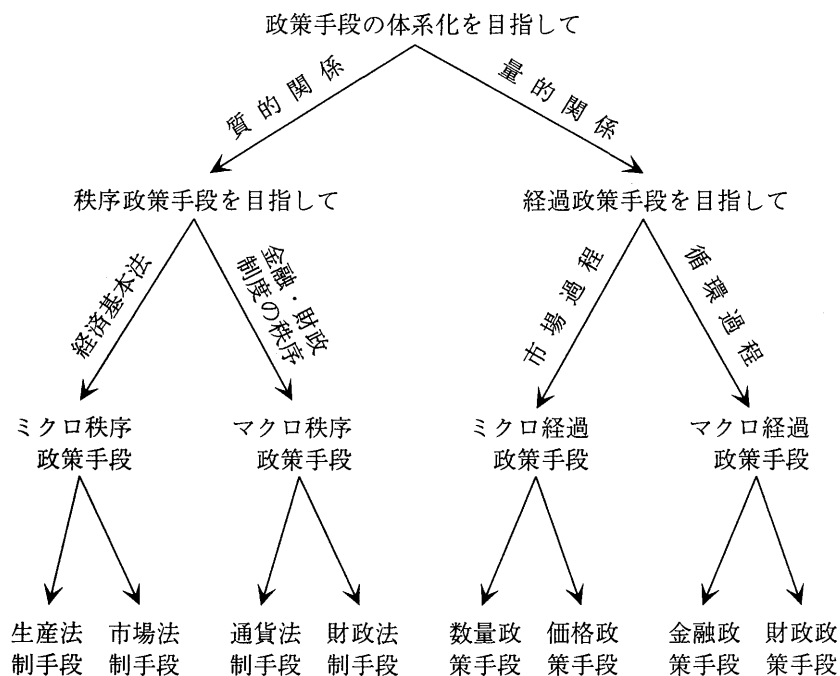 政策手段の体系化を目指して
質的関係
量的関係
秩序政策手段を目指して
経過政策手段を目指して
経済基本法
金融・財政
制度の秩序
市場過程
循環過程
ミクロ秩序
政策手段
マクロ秩序
政策手段
ミクロ経過
政策手段
マクロ経過
政策手段
生産法
制手段
市場法
制手段
通貨法
制手段
財政法
制手段
数量政
策手段
価格政
策手段
金融政
策手段
財政政
策手段